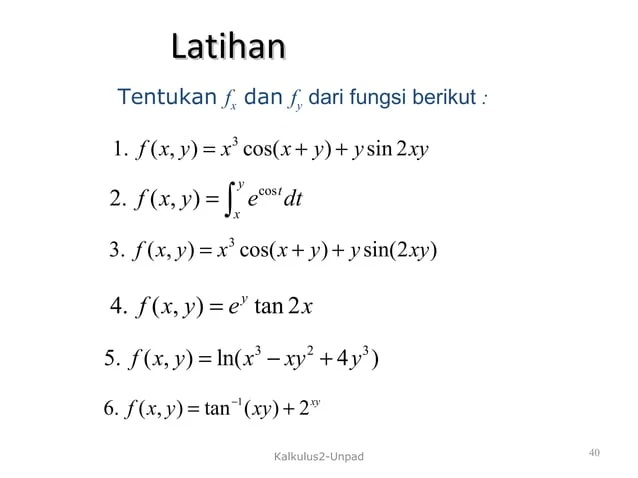 Latihan
Tentukan fₓ dan f_y dari fungsi berikut :
1. f (x, y) = x³ cos(x + y) + y sin 2xy
2. f (x, y) = ∫ₓʸ e^{cos t} dt
3. f (x, y) = x³ cos(x + y) + y sin(2xy)
4. f (x, y) = e^y tan 2x
5. f (x, y) = ln(x³ − xy² + 4y³)
6. f (x, y) = tan⁻¹(xy) + 2^{xy}
Kalkulus2-Unpad
40